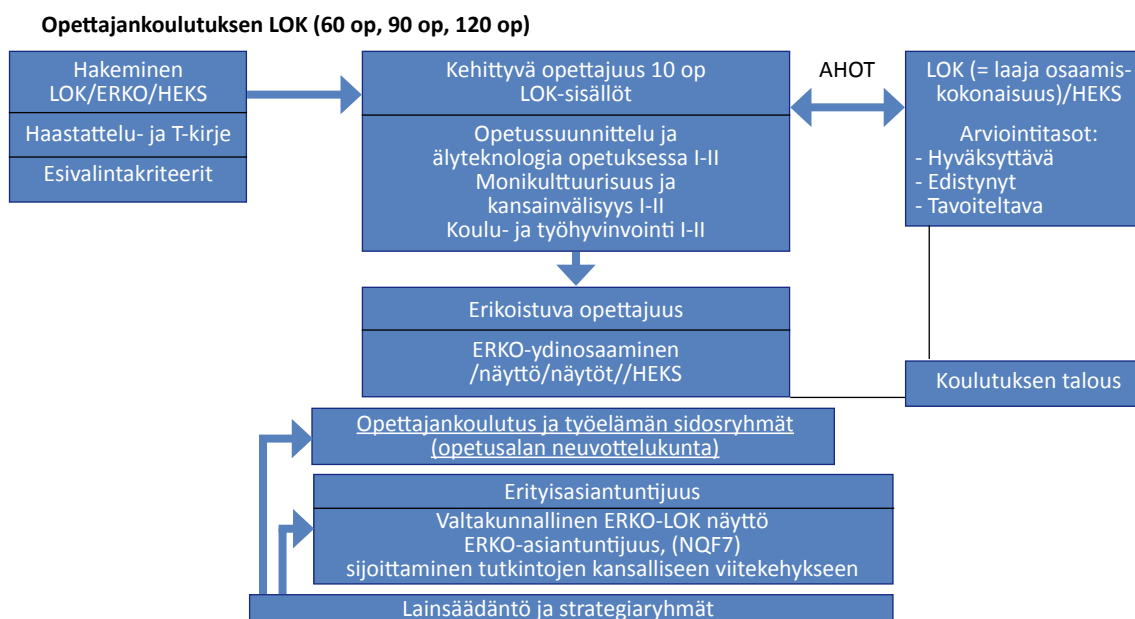 Opettajankoulutuksen LOK (60 op, 90 op, 120 op)
Hakeminen
LOK/ERKO/HEKS
Haastattelu- ja T-kirje
Esivalintakriteerit
Kehittyvä opettajuus 10 op
LOK-sisällöt
Opetussuunnittelu ja
älyteknologia opetuksessa I-II
Monikulttuurisuus ja
kansainvälisyys I-II
Koulu- ja työhyvinvointi I-II
AHOT
LOK (= laaja osaamis-
kokonaisuus)/HEKS
Arviointitasot:
- Hyväksyttävä
- Edistynyt
- Tavoiteltava
Erikoistuva opettajuus
ERKO-ydinosaaminen
/näyttö/näytöt//HEKS
Koulutuksen talous
Opettajankoulutus ja työelämän sidosryhmät
(opetusalan neuvottelukunta)
Erityisasiantuntijuus
Valtakunnallinen ERKO-LOK näyttö
ERKO-asiantuntijuus, (NQF7)
sijoittaminen tutkintojen kansalliseen viitekehykseen
Lainsäädäntö ja strategiaryhmät